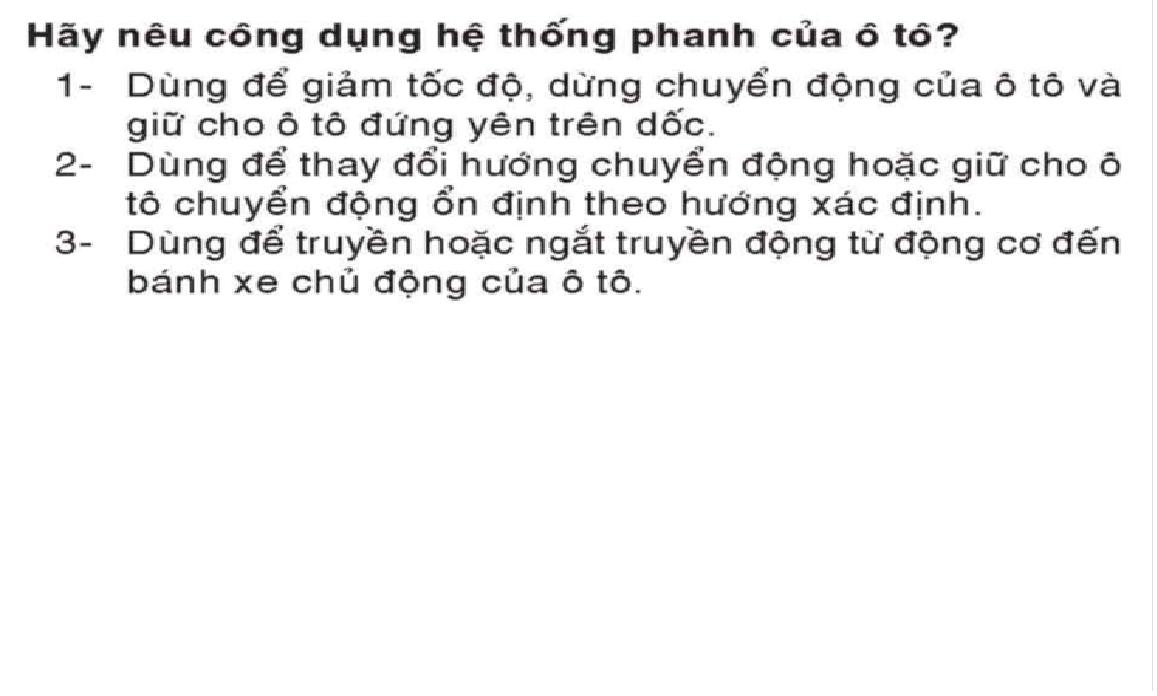 Hãy nêu công dụng hệ thống phanh của ô tô?
1- Dùng để giảm tốc độ, dừng chuyển động của ô tô và
giữ cho ô tô đứng yên trên dốc.
2- Dùng để thay đổi hướng chuyển động hoặc giữ cho ô
tô chuyển động ổn định theo hướng xác định.
3- Dùng để truyền hoặc ngắt truyền động từ động cơ đến
bánh xe chủ động của ô tô.